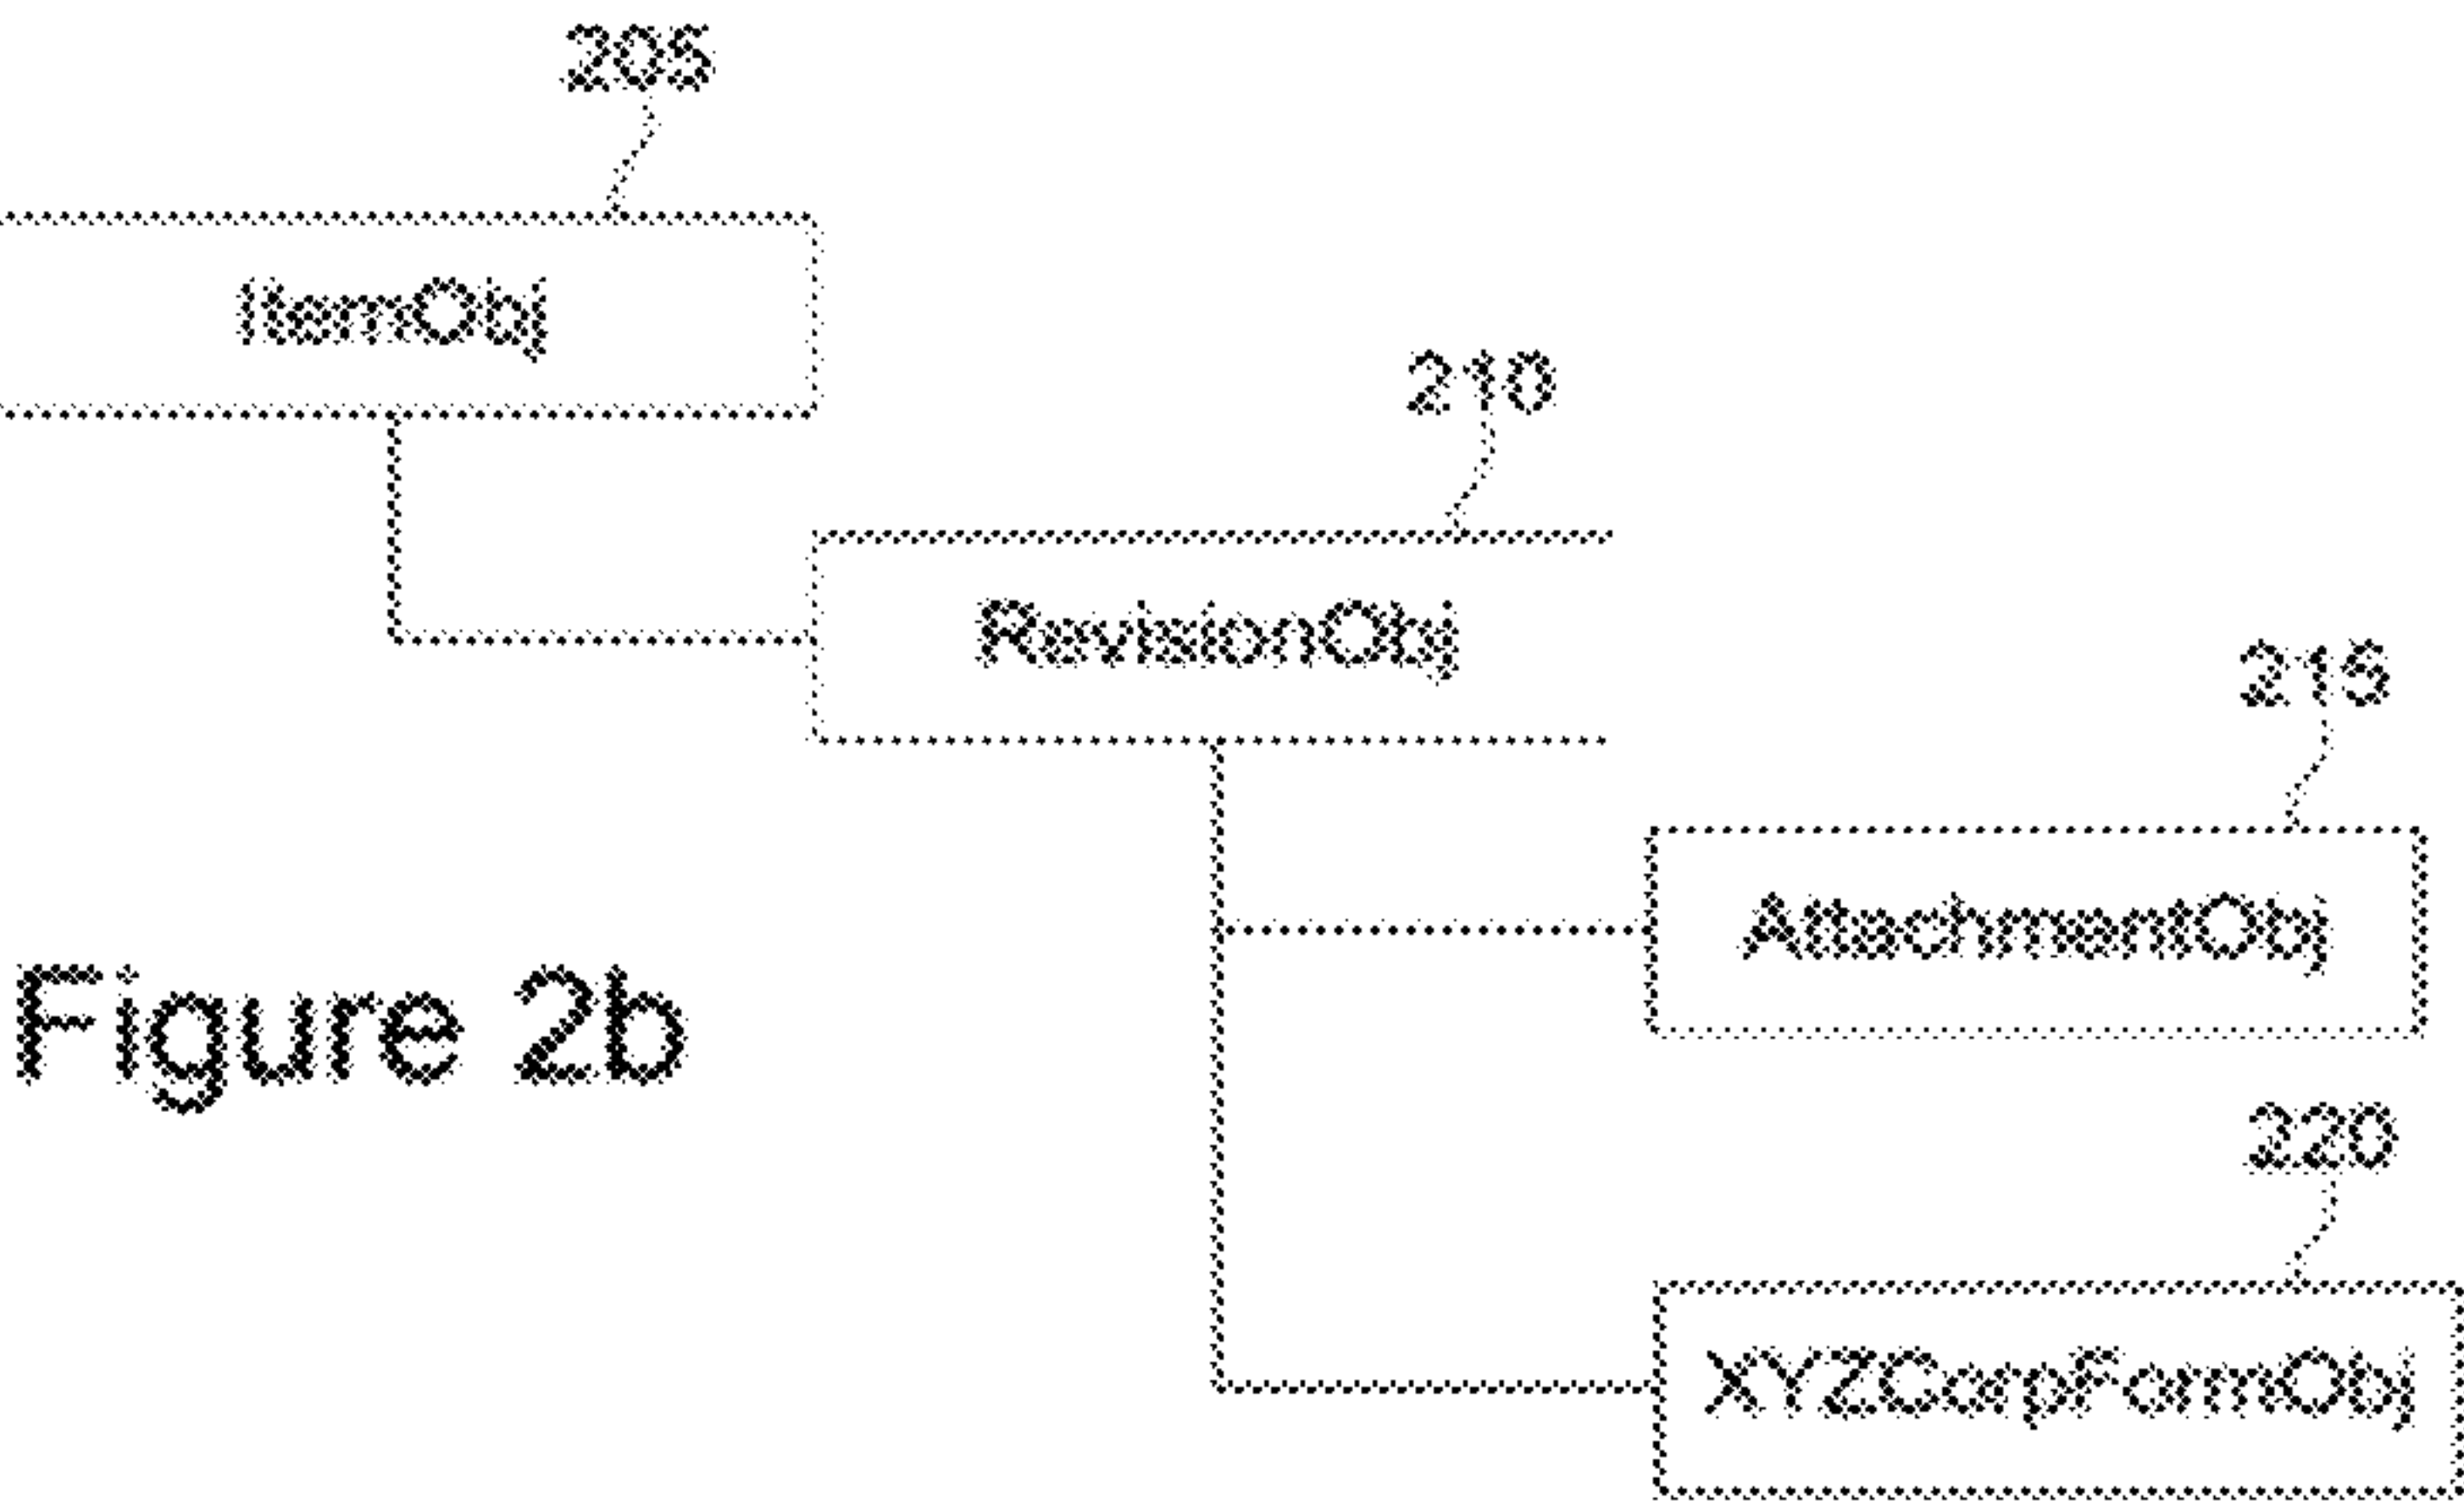 205
ItemObj
210
RevisionObj
215
AttachmentObj
Figure 2b
220
XYZCorpFormObj